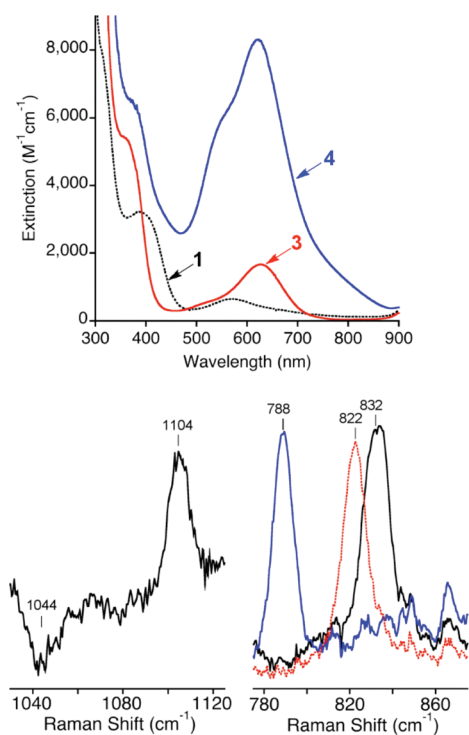 8,000
6,000
4,000
2,000
0
Extinction (M⁻¹cm⁻¹)
4
1
3
300 400 500 600 700 800 900
Wavelength (nm)
1104
1044
1040 1080 1120
Raman Shift (cm⁻¹)
832
788
822
780 820 860
Raman Shift (cm⁻¹)